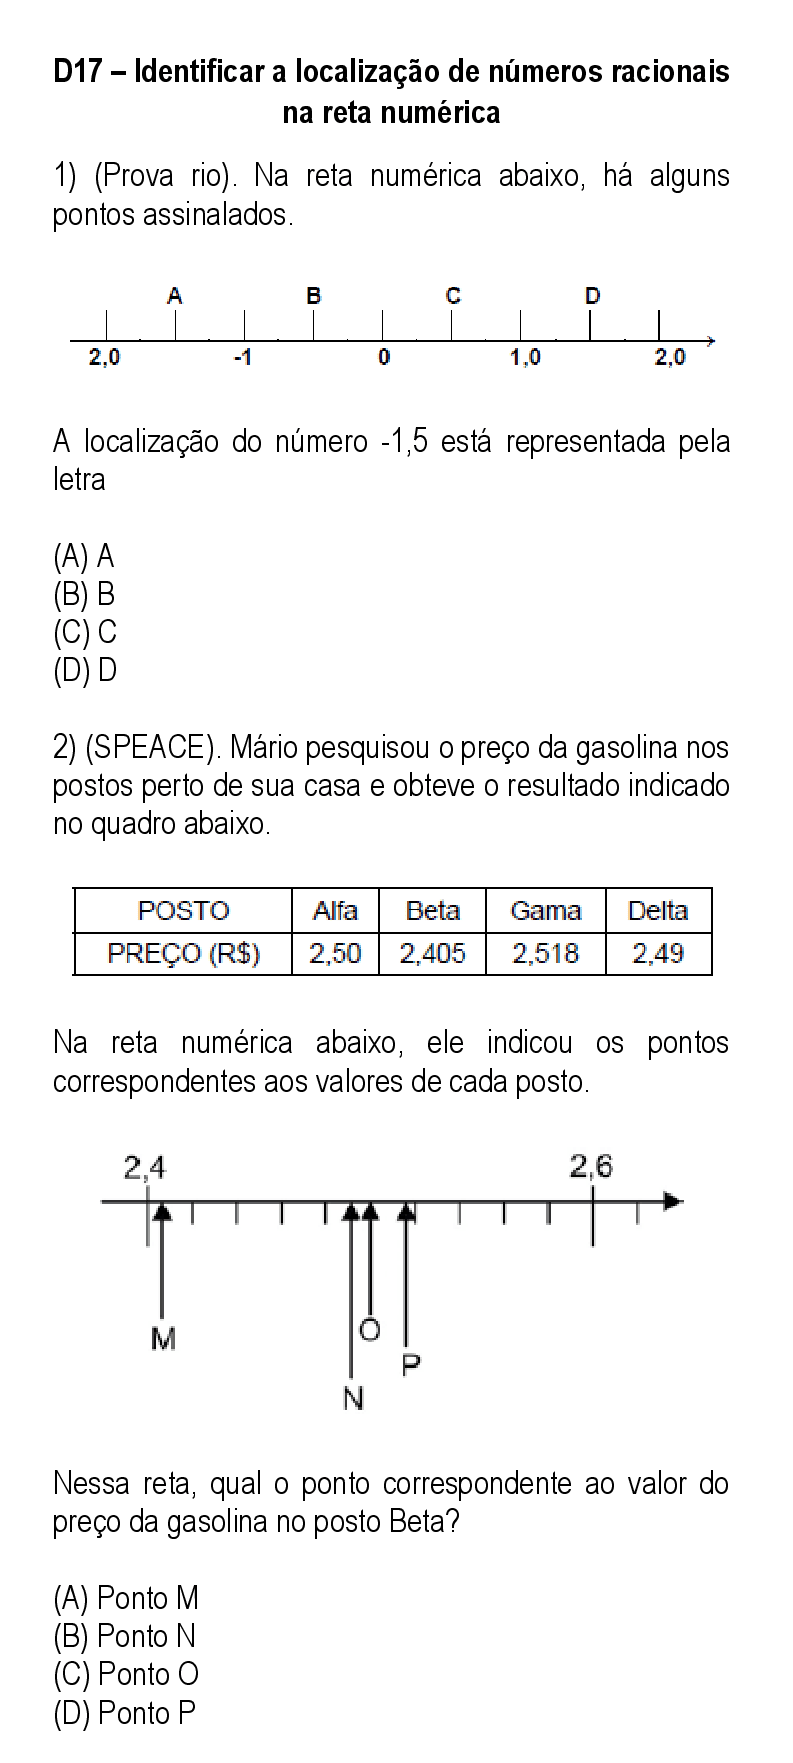 D17 – Identificar a localização de números racionais
na reta numérica
1) (Prova rio). Na reta numérica abaixo, há alguns
pontos assinalados.
A B C D
2,0 -1 0 1,0 2,0
A localização do número -1,5 está representada pela
letra
(A) A
(B) B
(C) C
(D) D
2) (SPEACE). Mário pesquisou o preço da gasolina nos
postos perto de sua casa e obteve o resultado indicado
no quadro abaixo.
POSTO Alfa Beta Gama Delta
PREÇO (R$) 2,50 2,405 2,518 2,49
Na reta numérica abaixo, ele indicou os pontos
correspondentes aos valores de cada posto.
2,4 2,6
M O
P
N
Nessa reta, qual o ponto correspondente ao valor do
preço da gasolina no posto Beta?
(A) Ponto M
(B) Ponto N
(C) Ponto O
(D) Ponto P